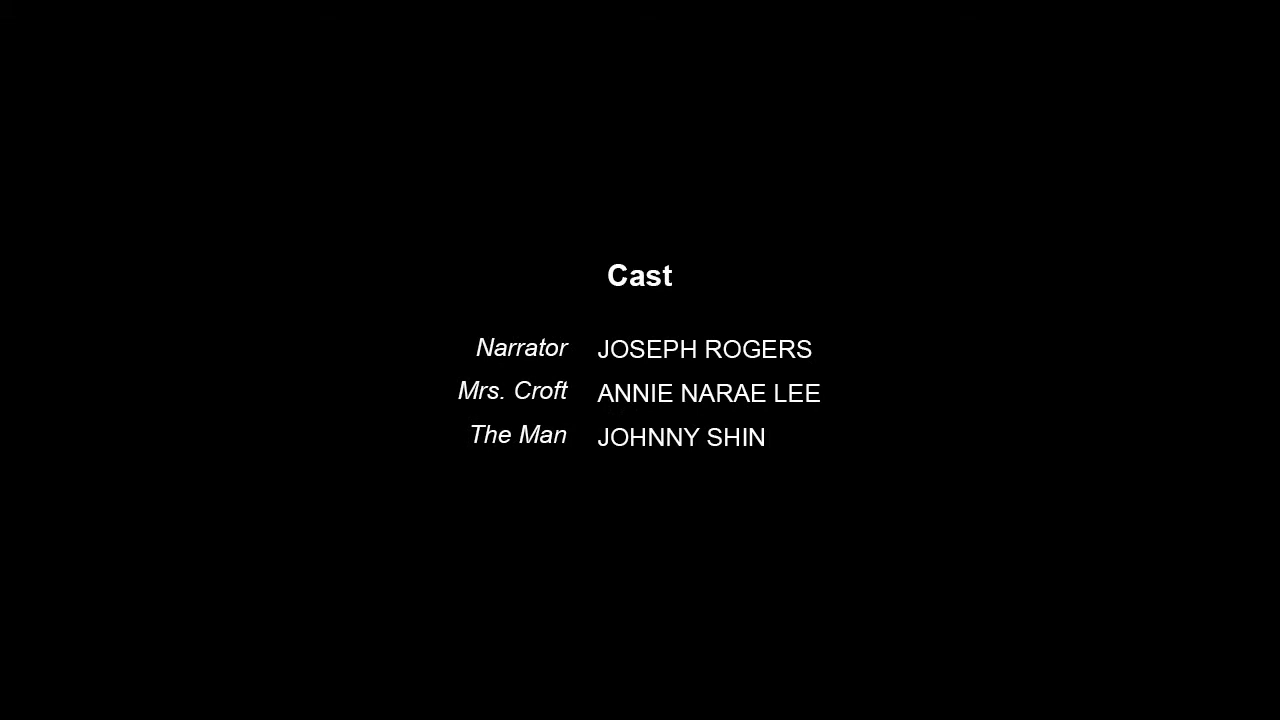 Cast
Narrator JOSEPH ROGERS
Mrs. Croft ANNIE NARAE LEE
The Man JOHNNY SHIN